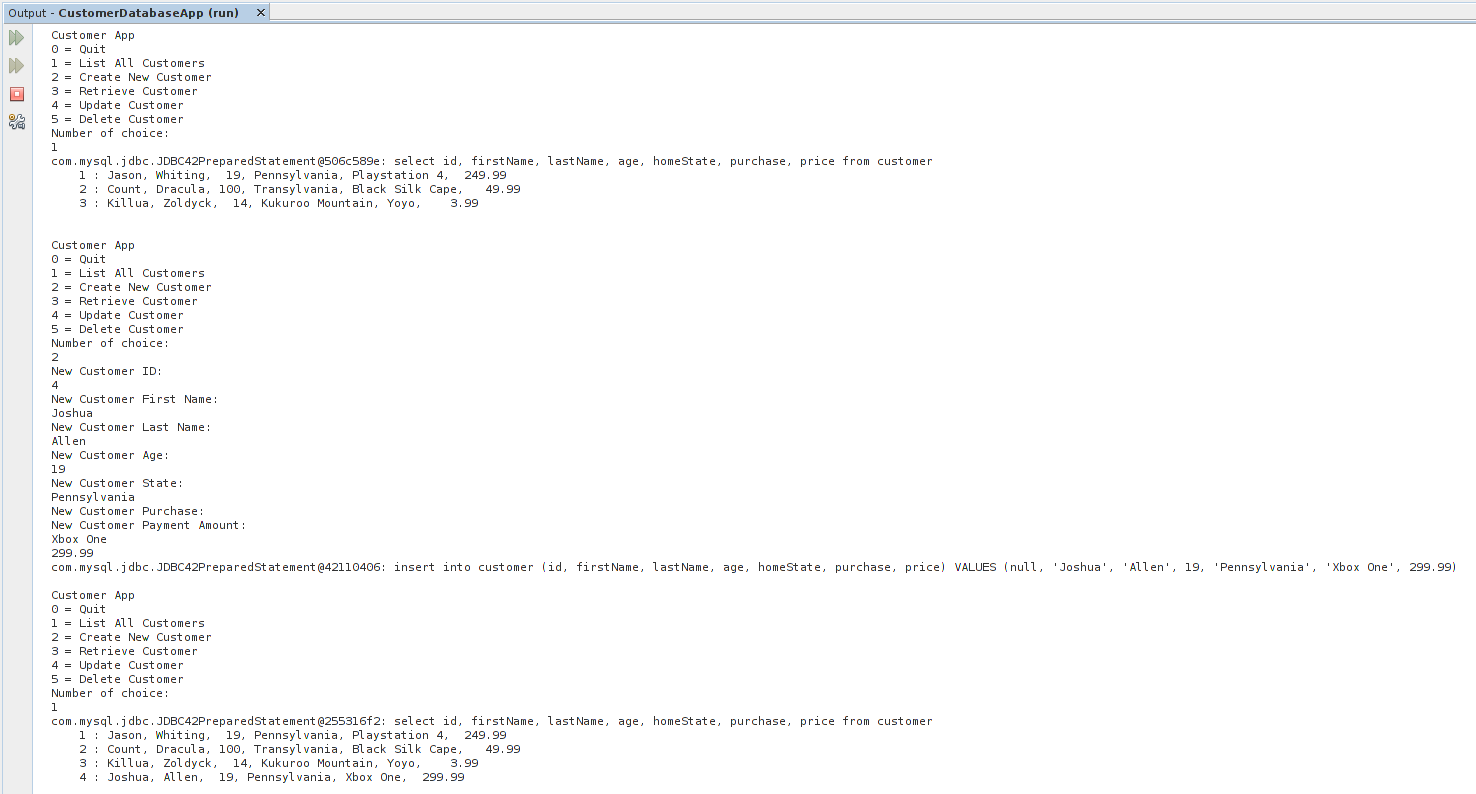 Output - CustomerDatabaseApp (run)
Customer App
0 = Quit
1 = List All Customers
2 = Create New Customer
3 = Retrieve Customer
4 = Update Customer
5 = Delete Customer
Number of choice:
1
com.mysql.jdbc.JDBC42PreparedStatement@506c589e: select id, firstName, lastName, age, homeState, purchase, price from customer
1 : Jason, Whiting,  19, Pennsylvania, Playstation 4,  249.99
2 : Count, Dracula, 100, Transylvania, Black Silk Cape,   49.99
3 : Killua, Zoldyck,  14, Kukuroo Mountain, Yoyo,    3.99
Customer App
0 = Quit
1 = List All Customers
2 = Create New Customer
3 = Retrieve Customer
4 = Update Customer
5 = Delete Customer
Number of choice:
2
New Customer ID:
4
New Customer First Name:
Joshua
New Customer Last Name:
Allen
New Customer Age:
19
New Customer State:
Pennsylvania
New Customer Purchase:
New Customer Payment Amount:
Xbox One
299.99
com.mysql.jdbc.JDBC42PreparedStatement@42110406: insert into customer (id, firstName, lastName, age, homeState, purchase, price) VALUES (null, 'Joshua', 'Allen', 19, 'Pennsylvania', 'Xbox One', 299.99)
Customer App
0 = Quit
1 = List All Customers
2 = Create New Customer
3 = Retrieve Customer
4 = Update Customer
5 = Delete Customer
Number of choice:
1
com.mysql.jdbc.JDBC42PreparedStatement@255316f2: select id, firstName, lastName, age, homeState, purchase, price from customer
1 : Jason, Whiting,  19, Pennsylvania, Playstation 4,  249.99
2 : Count, Dracula, 100, Transylvania, Black Silk Cape,   49.99
3 : Killua, Zoldyck,  14, Kukuroo Mountain, Yoyo,    3.99
4 : Joshua, Allen,  19, Pennsylvania, Xbox One,  299.99